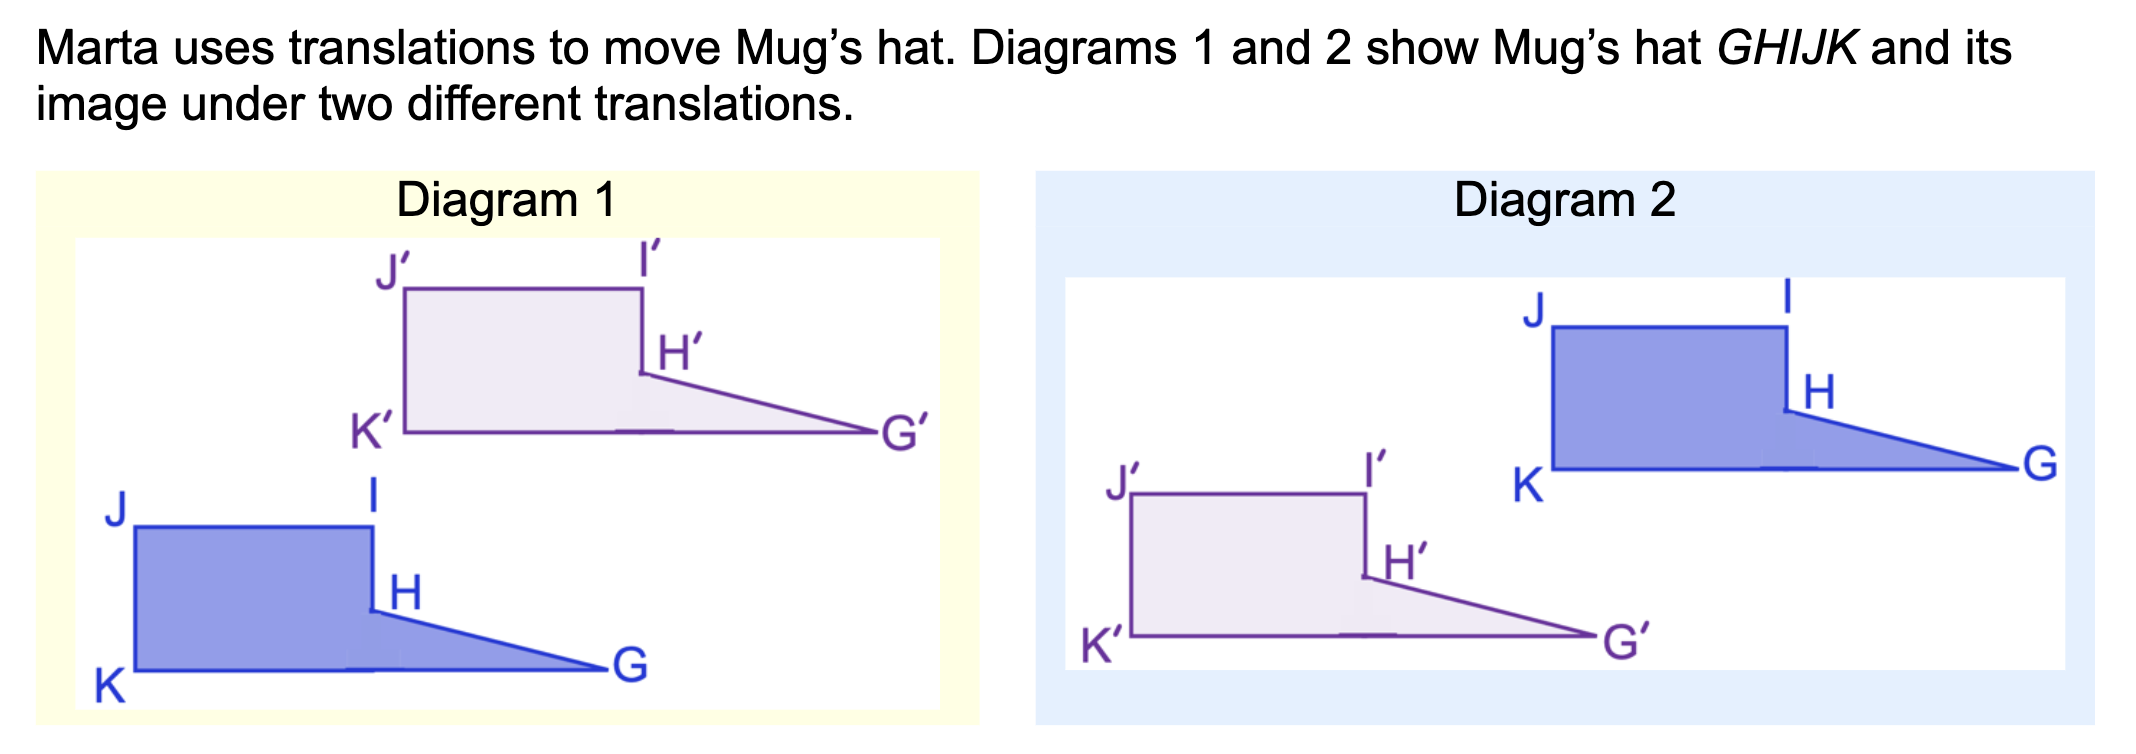 Marta uses translations to move Mug’s hat. Diagrams 1 and 2 show Mug’s hat GHIJK and its
image under two different translations.
Diagram 1
J′
I′
H′
K′
G′
J
I
H
K
G
Diagram 2
J
I
H
K
G
J′
I′
H′
K′
G′